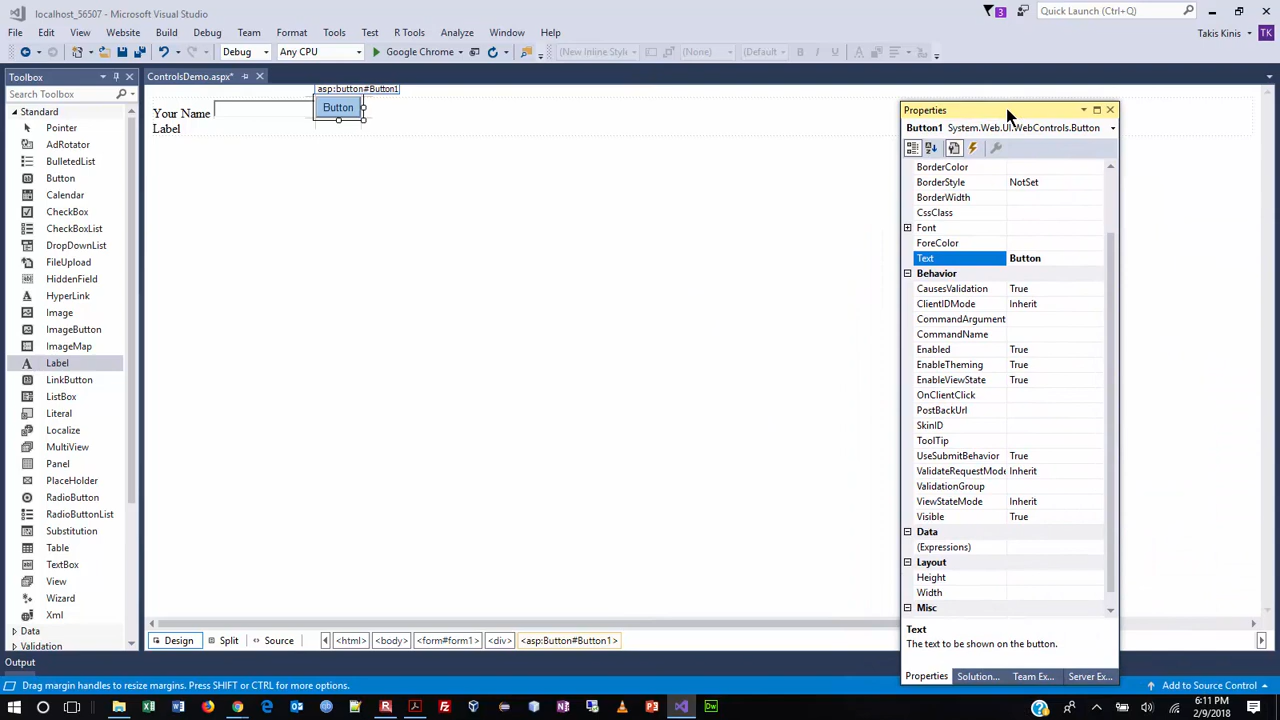 localhost_56507 - Microsoft Visual Studio
3
Quick Launch (Ctrl+Q)
File Edit View Website Build Debug Team Format Table Tools Test R Tools Analyze Window Help
Takis Kinis TK
Debug Any CPU Google Chrome (New Inline Style) (None) (Default) B I U A
Toolbox
ControlsDemo.aspx*
Search Toolbox
asp:button#Button1
Your Name
Button
Label
Standard
Pointer
AdRotator
BulletedList
Button
Calendar
CheckBox
CheckBoxList
DropDownList
FileUpload
HiddenField
HyperLink
Image
ImageButton
ImageMap
Label
LinkButton
ListBox
Literal
Localize
MultiView
Panel
PlaceHolder
RadioButton
RadioButtonList
Substitution
Table
TextBox
View
Wizard
Xml
Data
Validation
Properties
Button1 System.Web.UI.WebControls.Button
BorderColor
BorderStyle NotSet
BorderWidth
CssClass
Font
ForeColor
Text Button
Behavior
CausesValidation True
ClientIDMode Inherit
CommandArgument
CommandName
Enabled True
EnableTheming True
EnableViewState True
OnClientClick
PostBackUrl
SkinID
ToolTip
UseSubmitBehavior True
ValidateRequestMode Inherit
ValidationGroup
ViewStateMode Inherit
Visible True
Data
(Expressions)
Layout
Height
Width
Misc
Text
The text to be shown on the button.
Properties Solution... Team Ex... Server Ex...
Design Split Source <html> <body> <form#form1> <div> <asp:Button#Button1>
Output
Drag margin handles to resize margins. Press SHIFT or CTRL for more options.
Add to Source Control
6:11 PM
2/9/2018